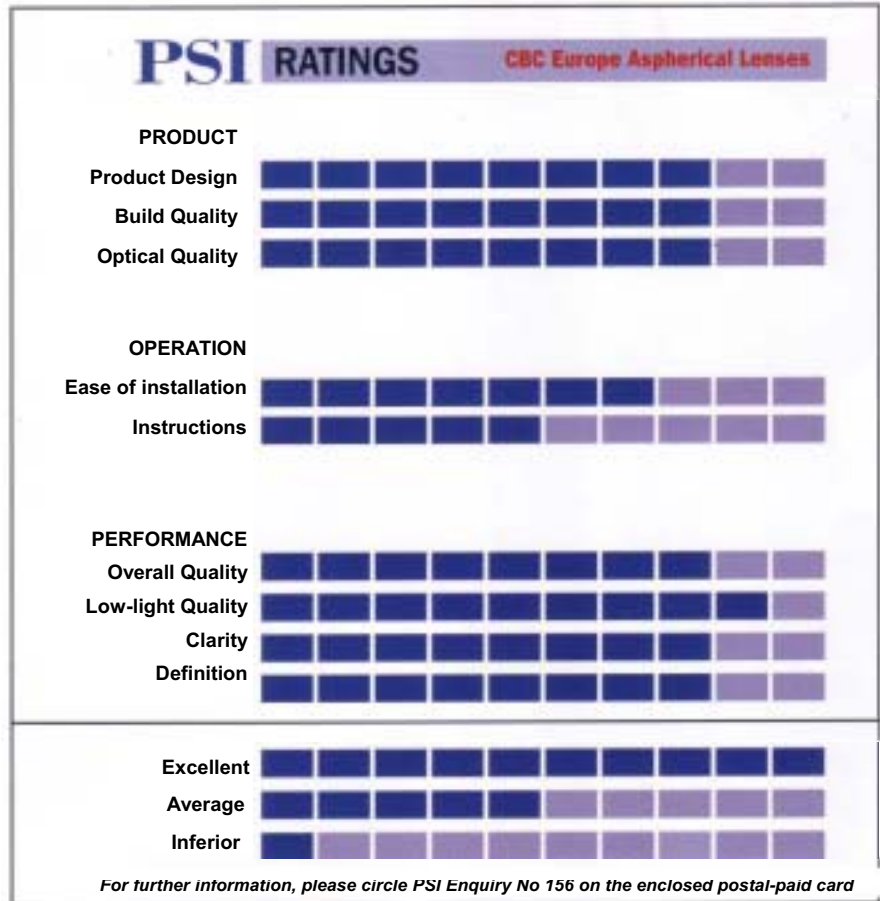 PSI RATINGS CBC Europe Aspherical Lenses
PRODUCT
Product Design
Build Quality
Optical Quality
OPERATION
Ease of installation
Instructions
PERFORMANCE
Overall Quality
Low-light Quality
Clarity
Definition
Excellent
Average
Inferior
For further information, please circle PSI Enquiry No 156 on the enclosed postal-paid card